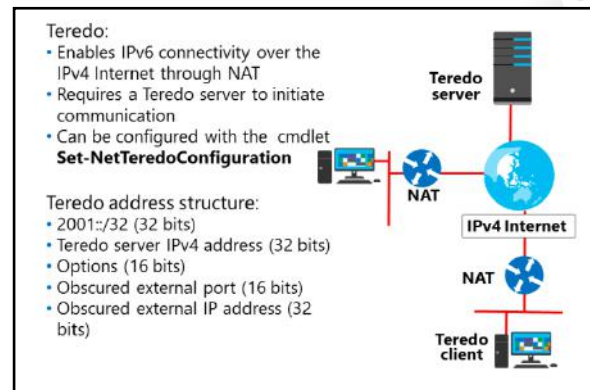 Teredo:
• Enables IPv6 connectivity over the
IPv4 Internet through NAT
• Requires a Teredo server to initiate
communication
• Can be configured with the cmdlet
Set-NetTeredoConfiguration
Teredo address structure:
• 2001::/32 (32 bits)
• Teredo server IPv4 address (32 bits)
• Options (16 bits)
• Obscured external port (16 bits)
• Obscured external IP address (32
bits)
Teredo
server
NAT
IPv4 Internet
NAT
Teredo
client